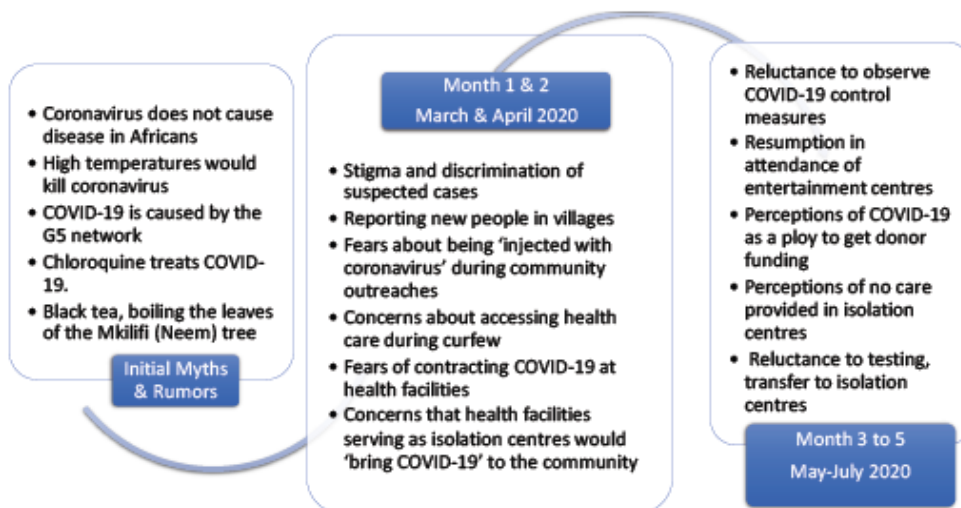 • Coronavirus does not cause
disease in Africans
• High temperatures would
kill coronavirus
• COVID-19 is caused by the
G5 network
• Chloroquine treats COVID-
19.
• Black tea, boiling the leaves
of the Mkilifi (Neem) tree
Initial Myths
& Rumors
Month 1 & 2
March & April 2020
• Stigma and discrimination of
suspected cases
• Reporting new people in villages
• Fears about being ‘injected with
coronavirus’ during community
outreaches
• Concerns about accessing health
care during curfew
• Fears of contracting COVID-19 at
health facilities
• Concerns that health facilities
serving as isolation centres would
‘bring COVID-19’ to the community
• Reluctance to observe
COVID-19 control
measures
• Resumption in
attendance of
entertainment centres
• Perceptions of COVID-19
as a ploy to get donor
funding
• Perceptions of no care
provided in isolation
centres
• Reluctance to testing,
transfer to isolation
centres
Month 3 to 5
May-July 2020